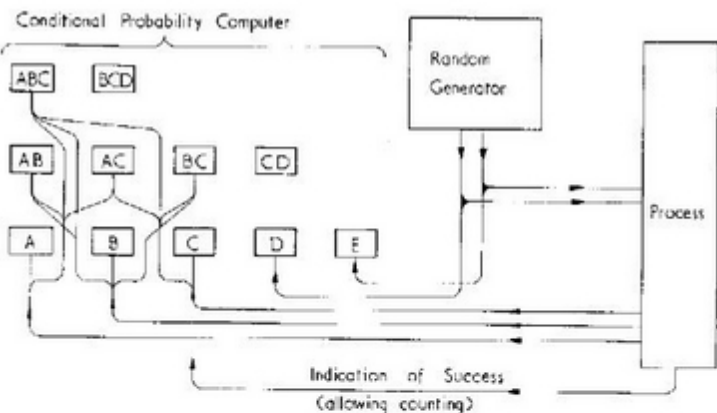 Conditional Probability Computer
Random
Generator
ABC BCD
AB AC BC CD
Process
A B C D E
Indication of Success
(allowing counting)